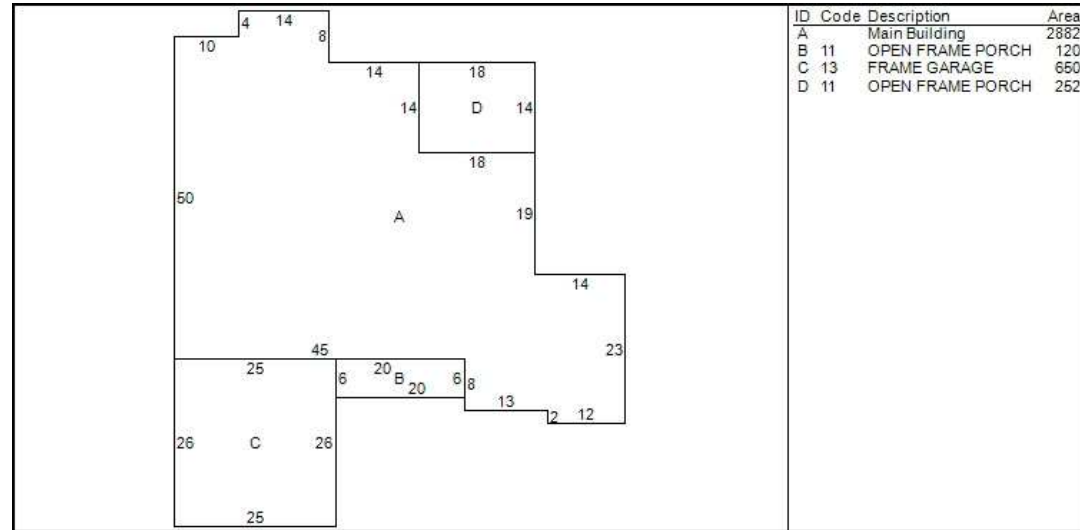 4 14
10 8
14 18
14 D 14
18
50 19
A
14
45 23
25 20 B
6 6 8
20
13
2 12
26 C 26
25
ID Code Description Area
A Main Building 2882
B 11 OPEN FRAME PORCH 120
C 13 FRAME GARAGE 650
D 11 OPEN FRAME PORCH 252